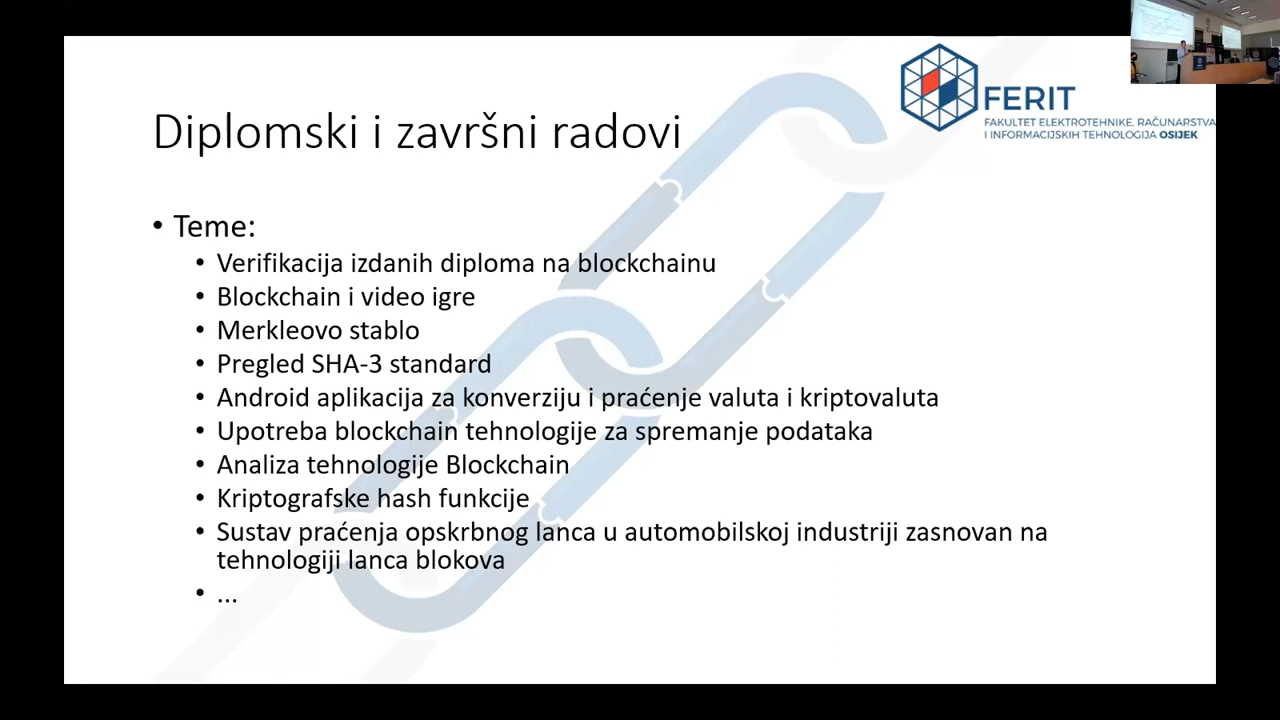 FERIT
FAKULTET ELEKTROTEHNIKE, RAČUNARSTVA
I INFORMACIJSKIH TEHNOLOGIJA OSIJEK
Diplomski i završni radovi
• Teme:
• Verifikacija izdanih diploma na blockchainu
• Blockchain i video igre
• Merkleovo stablo
• Pregled SHA-3 standard
• Android aplikacija za konverziju i praćenje valuta i kriptovaluta
• Upotreba blockchain tehnologije za spremanje podataka
• Analiza tehnologije Blockchain
• Kriptografske hash funkcije
• Sustav praćenja opskrbnog lanca u automobilskoj industriji zasnovan na
tehnologiji lanca blokova
• ...